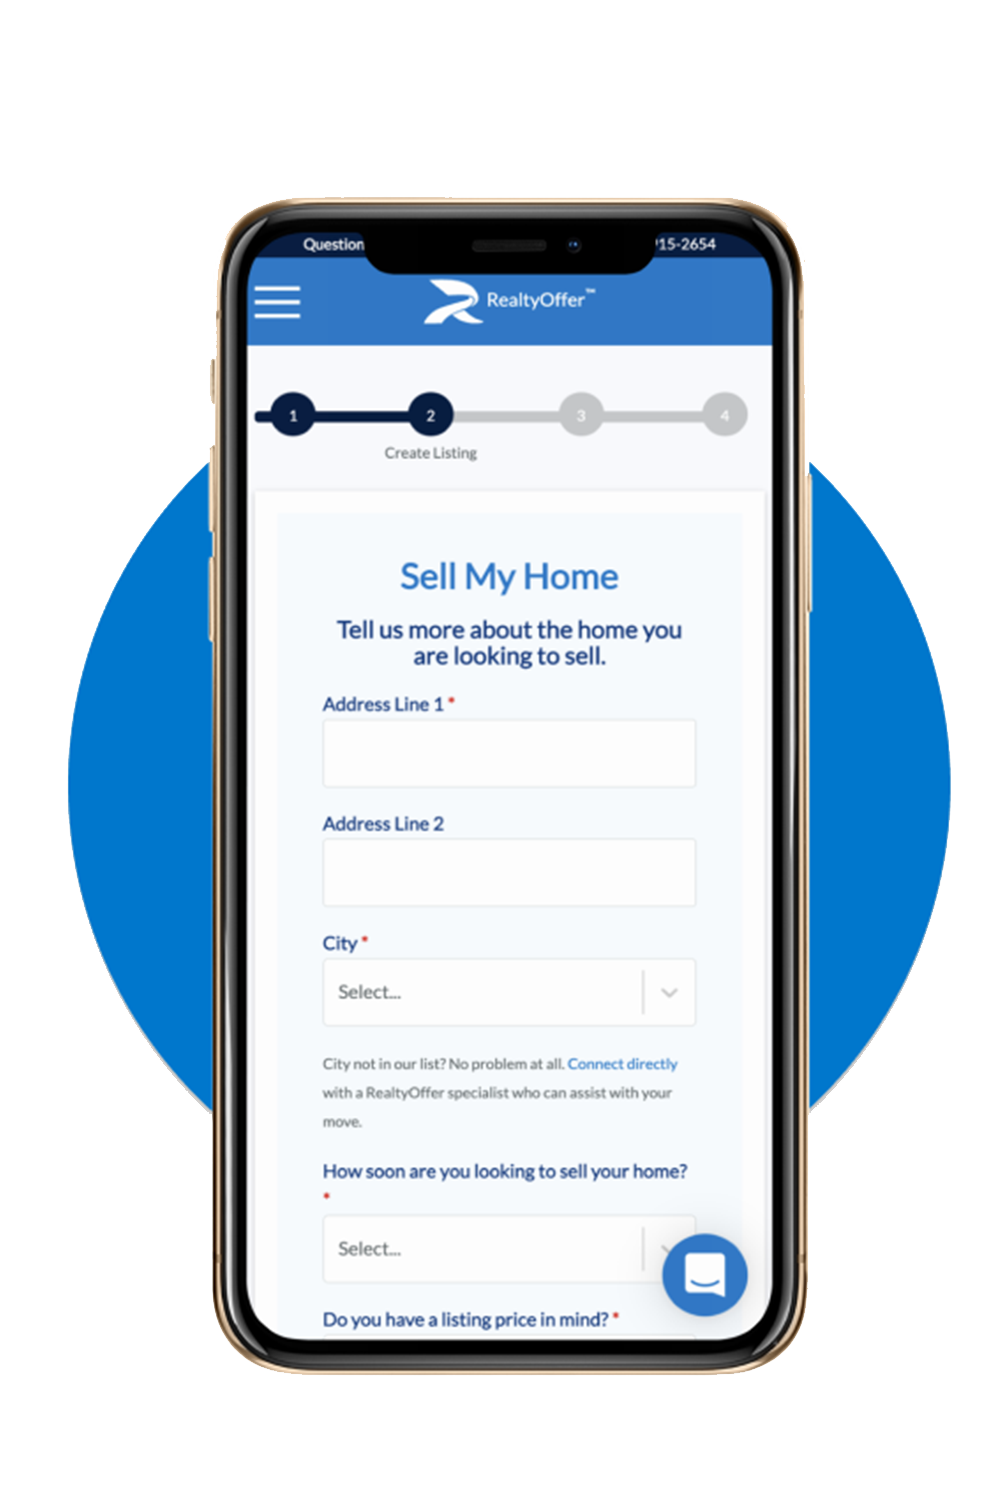 Question
915-2654
RealtyOffer™
1 2 3 4
Create Listing
Sell My Home
Tell us more about the home you
are looking to sell.
Address Line 1 *
Address Line 2
City *
Select...
City not in our list? No problem at all. Connect directly
with a RealtyOffer specialist who can assist with your
move.
How soon are you looking to sell your home?
*
Select...
Do you have a listing price in mind? *